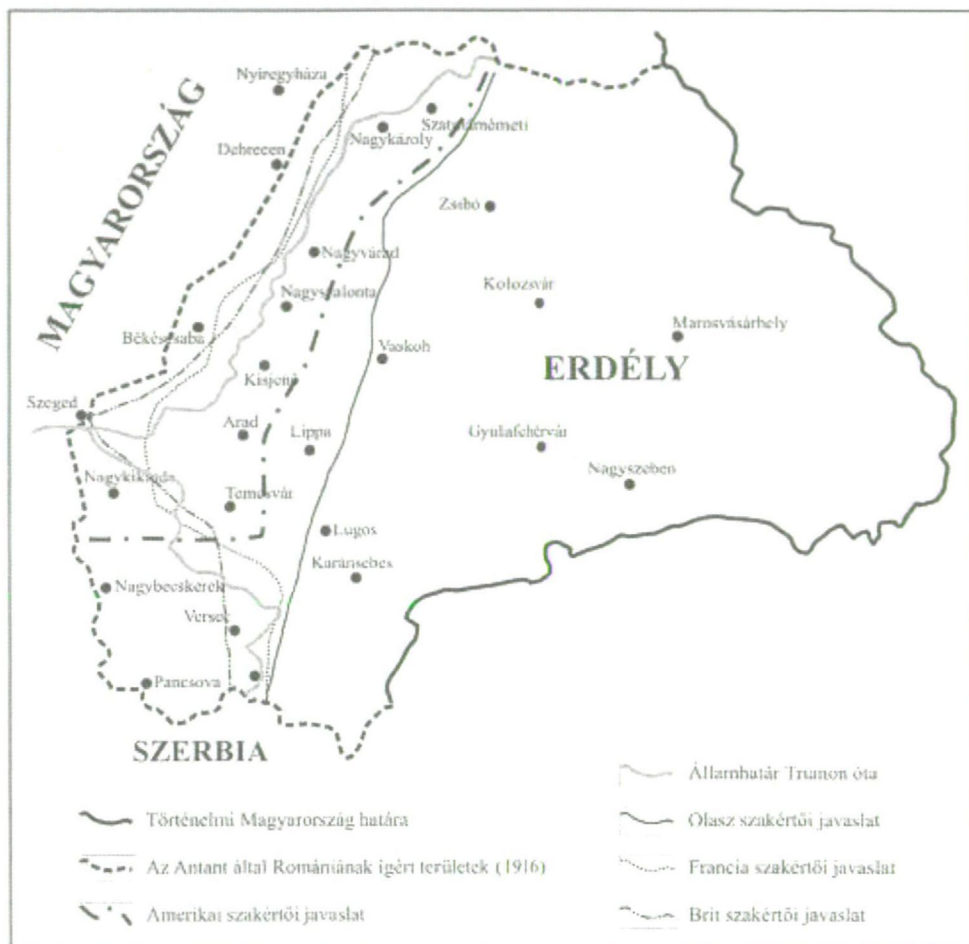 MAGYARORSZÁG
Nyíregyháza
Debrecen
Szatmárnémeti
Nagykároly
Zsibó
Nagyvárad
Nagyszalonta
Kolozsvár
Marosvásárhely
Békéscsaba
Vaskoh
ERDÉLY
Kisjenő
Szeged
Arad
Lippa
Gyulafehérvár
Nagyszeben
Nagykikinda
Temesvár
Lugos
Karánsebes
Nagybecskerek
Versec
Pancsova
SZERBIA
Történelmi Magyarország határa
Az Antant által Romániának ígért területek (1916)
Amerikai szakértői javaslat
Államhatár Trianon óta
Olasz szakértői javaslat
Francia szakértői javaslat
Brit szakértői javaslat